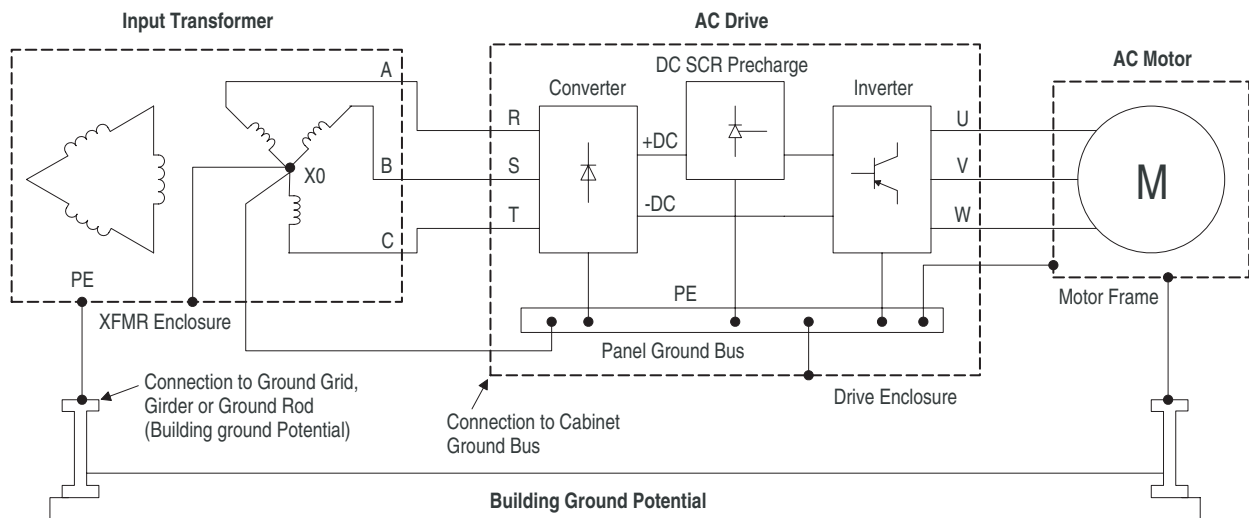 Input Transformer
AC Drive
AC Motor
A
B
C
X0
PE
XFMR Enclosure
Converter
DC SCR Precharge
Inverter
R
S
T
+DC
-DC
U
V
W
M
PE
Panel Ground Bus
Motor Frame
Drive Enclosure
Connection to Ground Grid,
Girder or Ground Rod
(Building ground Potential)
Connection to Cabinet
Ground Bus
Building Ground Potential